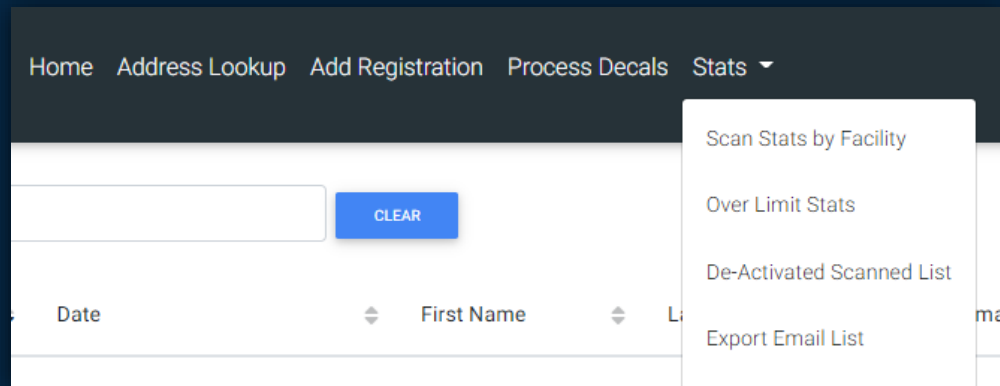 Home Address Lookup Add Registration Process Decals Stats
Scan Stats by Facility
CLEAR
Over Limit Stats
De-Activated Scanned List
Date First Name
Export Email List